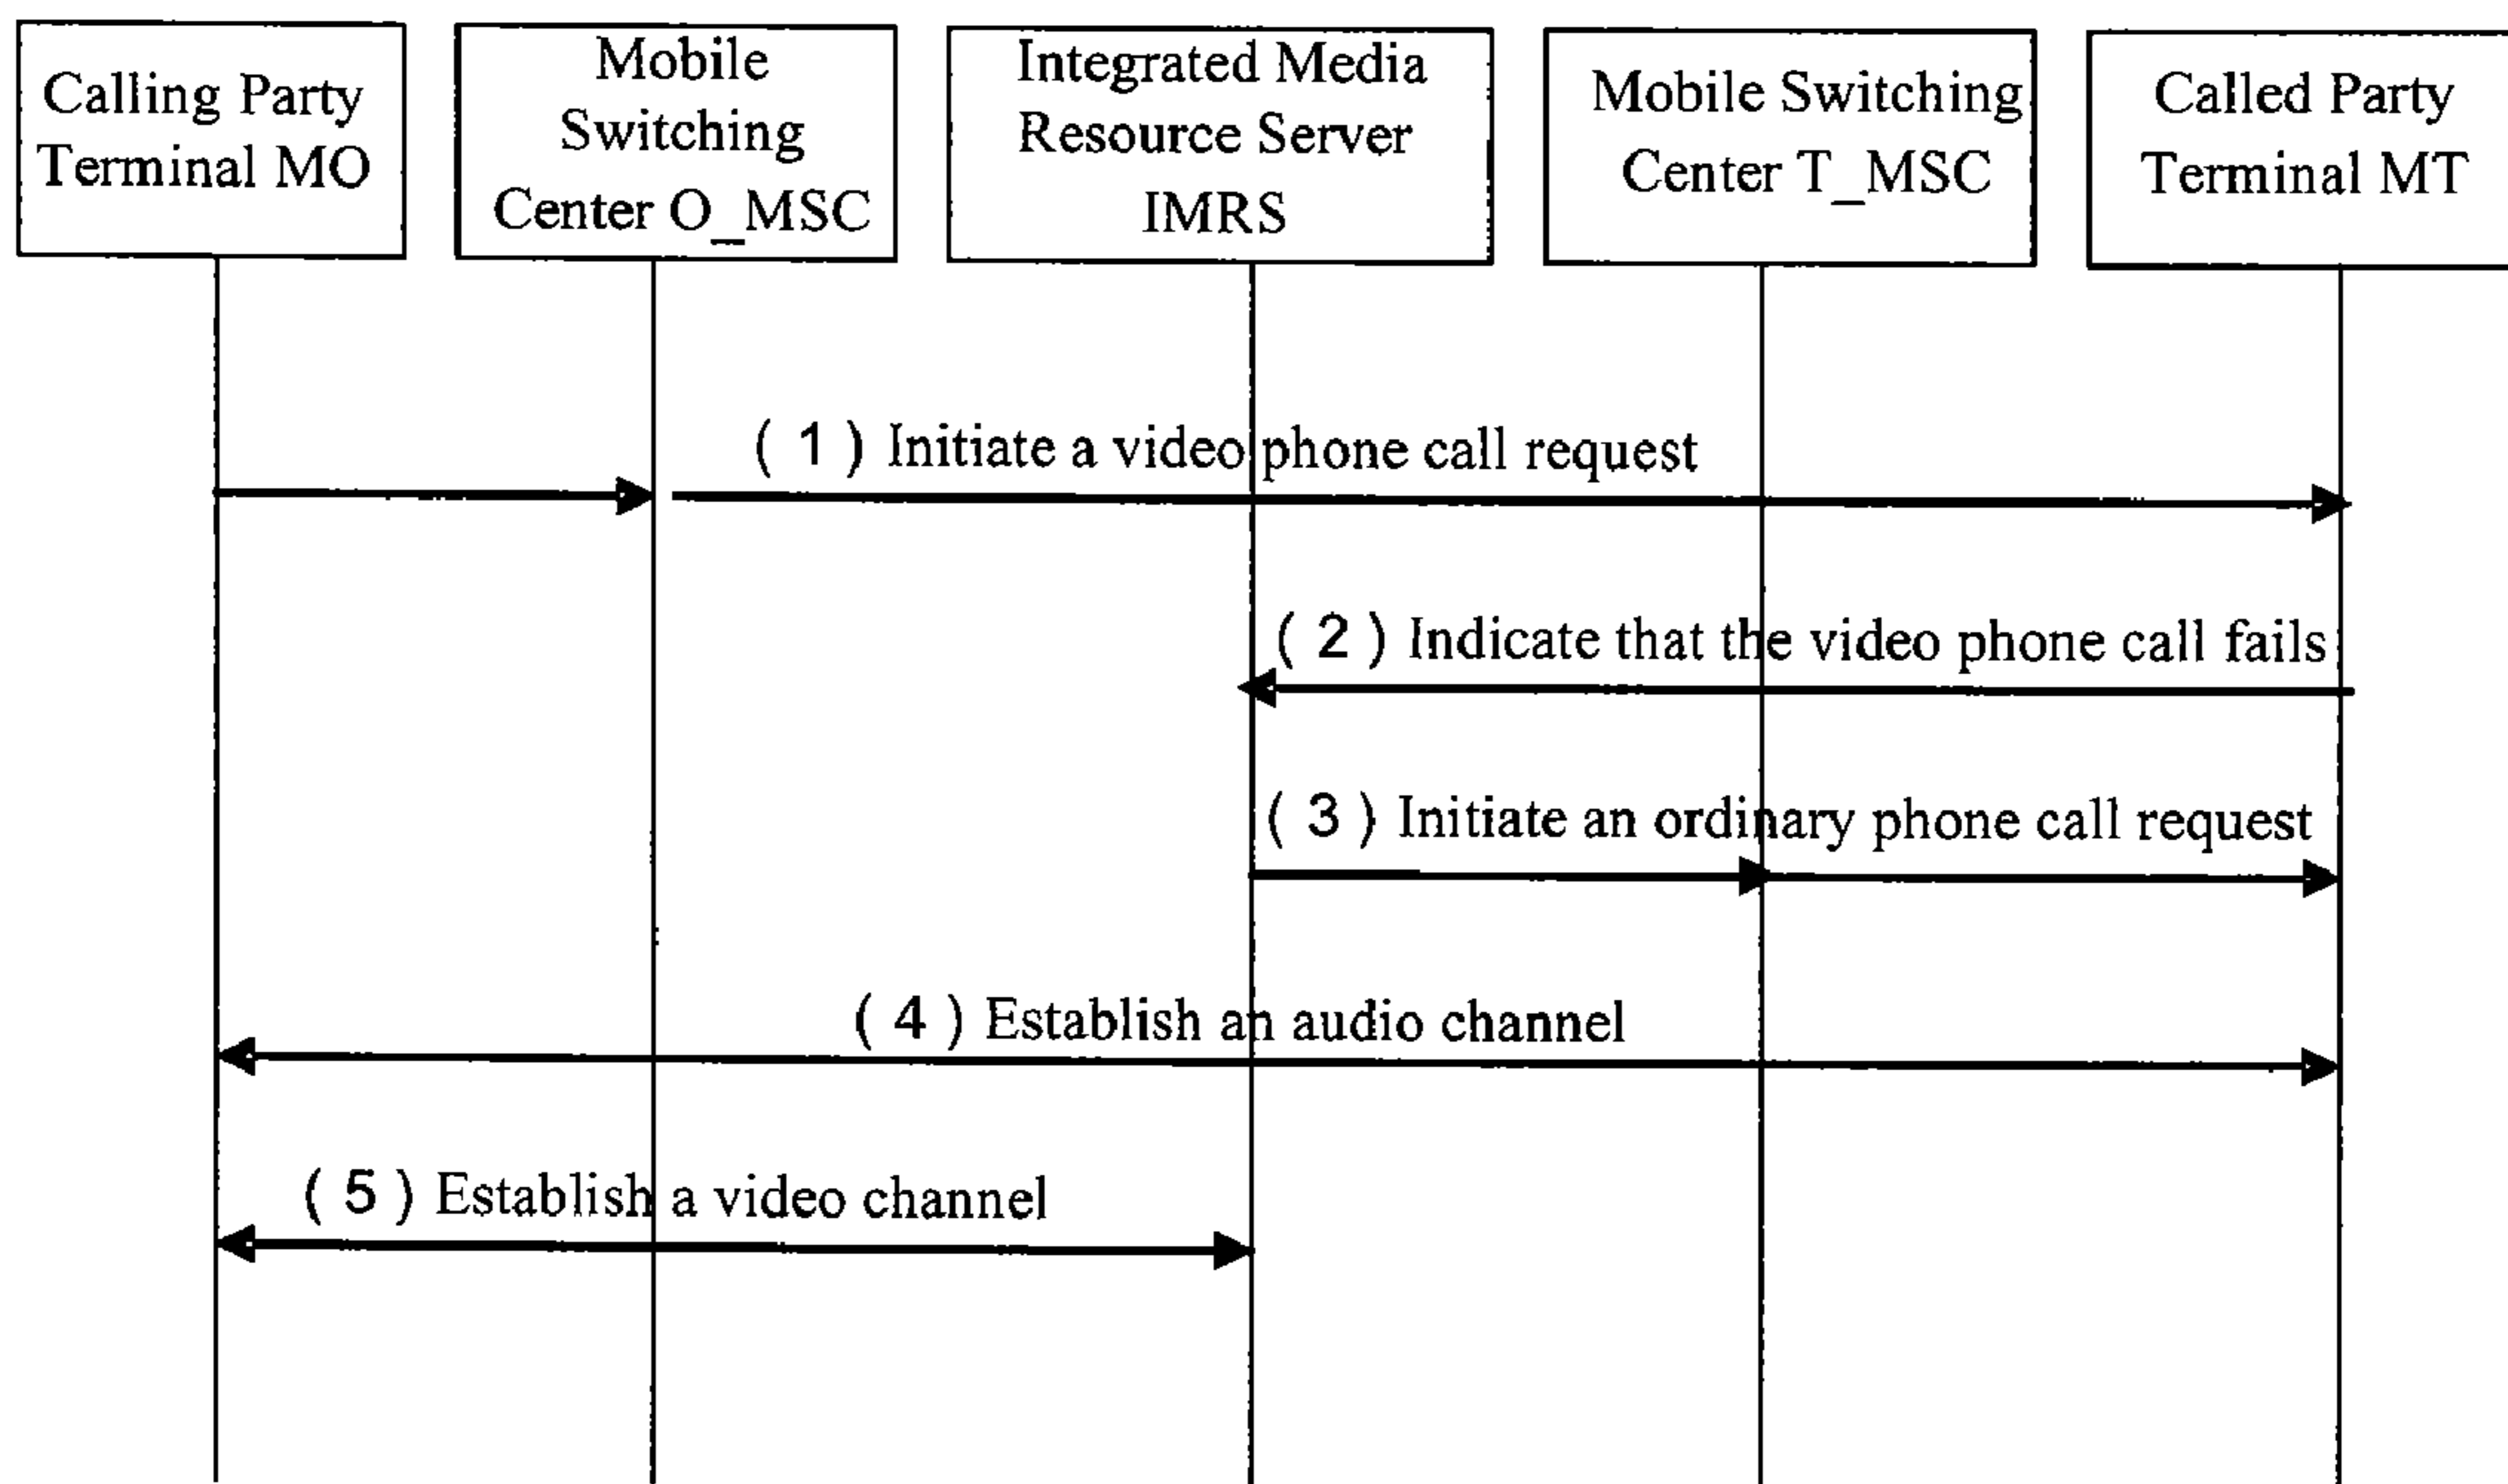 Calling Party
Terminal MO
Mobile
Switching
Center O_MSC
Integrated Media
Resource Server
IMRS
Mobile Switching
Center T_MSC
Called Party
Terminal MT
( 1 ) Initiate a video phone call request
( 2 ) Indicate that the video phone call fails
( 3 ) Initiate an ordinary phone call request
( 4 ) Establish an audio channel
( 5 ) Establish a video channel